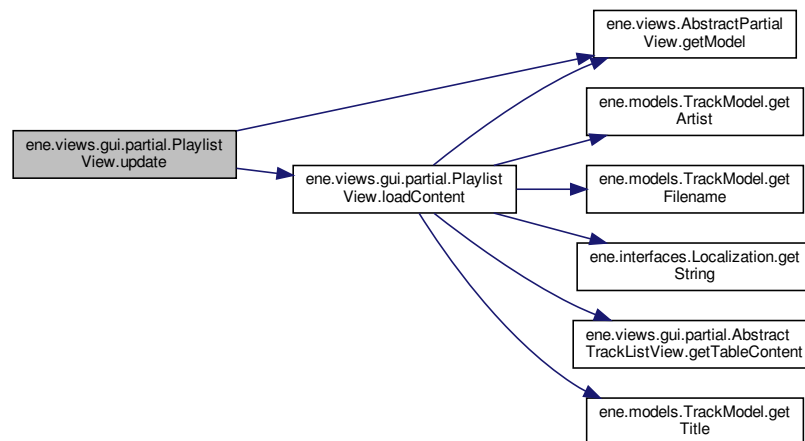 ene.views.gui.partial.Playlist
View.update
ene.views.gui.partial.Playlist
View.loadContent
ene.views.AbstractPartial
View.getModel
ene.models.TrackModel.get
Artist
ene.models.TrackModel.get
Filename
ene.interfaces.Localization.get
String
ene.views.gui.partial.Abstract
TrackListView.getTableContent
ene.models.TrackModel.get
Title